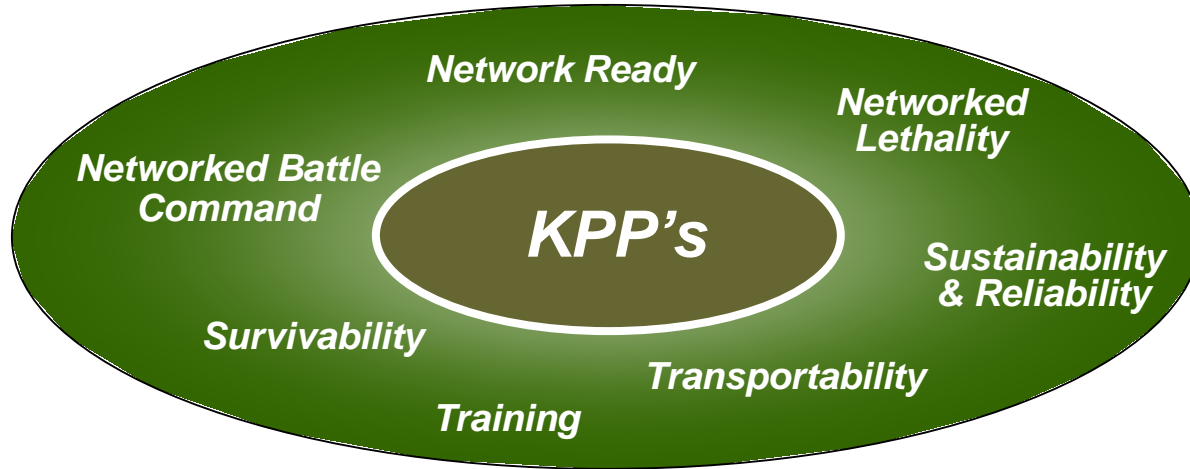 Network Ready
Networked
Lethality
Networked Battle
Command
KPP’s
Sustainability
& Reliability
Survivability
Transportability
Training